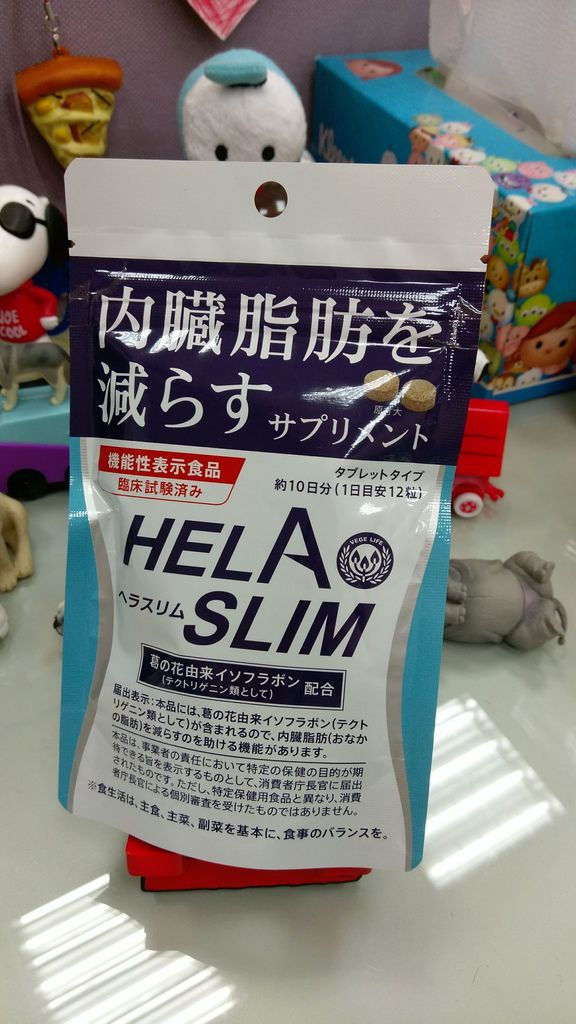 内臓脂肪を
減らす
サプリメント
機能性表示食品
臨床試験済み
タブレットタイプ
約10日分(1日目安12粒)
HELA
VEGE LIFE
ヘラスリム SLIM
葛の花由来イソフラボン
(テクトリゲニン類として)
配合
届出表示:本品には、葛の花由来イソフラボン(テクト
リゲニン類として)が含まれるので、内臓脂肪(おなか
の脂肪)を減らすのを助ける機能があります。
本品は、事業者の責任において特定の保健の目的が期
待できる旨を表示するものとして、消費者庁長官に届出
されたものです。ただし、特定保健用食品と異なり、消費
者庁長官による個別審査を受けたものではありません。
※食生活は、主食、主菜、副菜を基本に、食事のバランスを。
JOE
COOL